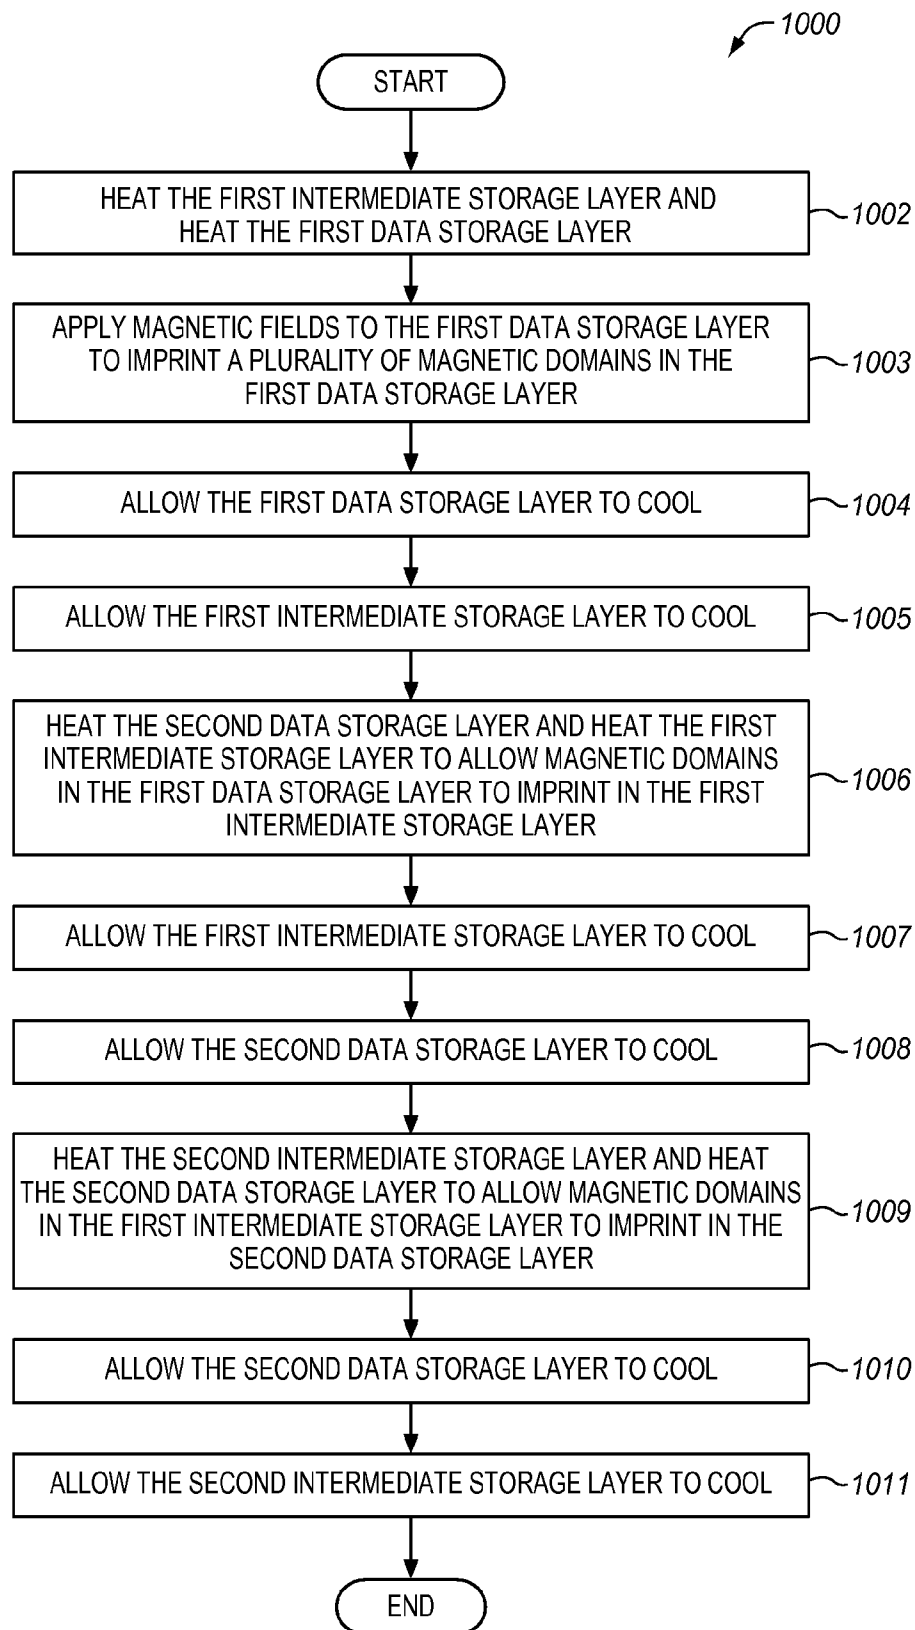 1000
START
HEAT THE FIRST INTERMEDIATE STORAGE LAYER AND
HEAT THE FIRST DATA STORAGE LAYER
1002
APPLY MAGNETIC FIELDS TO THE FIRST DATA STORAGE LAYER
TO IMPRINT A PLURALITY OF MAGNETIC DOMAINS IN THE
FIRST DATA STORAGE LAYER
1003
ALLOW THE FIRST DATA STORAGE LAYER TO COOL
1004
ALLOW THE FIRST INTERMEDIATE STORAGE LAYER TO COOL
1005
HEAT THE SECOND DATA STORAGE LAYER AND HEAT THE FIRST
INTERMEDIATE STORAGE LAYER TO ALLOW MAGNETIC DOMAINS
IN THE FIRST DATA STORAGE LAYER TO IMPRINT IN THE FIRST
INTERMEDIATE STORAGE LAYER
1006
ALLOW THE FIRST INTERMEDIATE STORAGE LAYER TO COOL
1007
ALLOW THE SECOND DATA STORAGE LAYER TO COOL
1008
HEAT THE SECOND INTERMEDIATE STORAGE LAYER AND HEAT
THE SECOND DATA STORAGE LAYER TO ALLOW MAGNETIC DOMAINS
IN THE FIRST INTERMEDIATE STORAGE LAYER TO IMPRINT IN THE
SECOND DATA STORAGE LAYER
1009
ALLOW THE SECOND DATA STORAGE LAYER TO COOL
1010
ALLOW THE SECOND INTERMEDIATE STORAGE LAYER TO COOL
1011
END